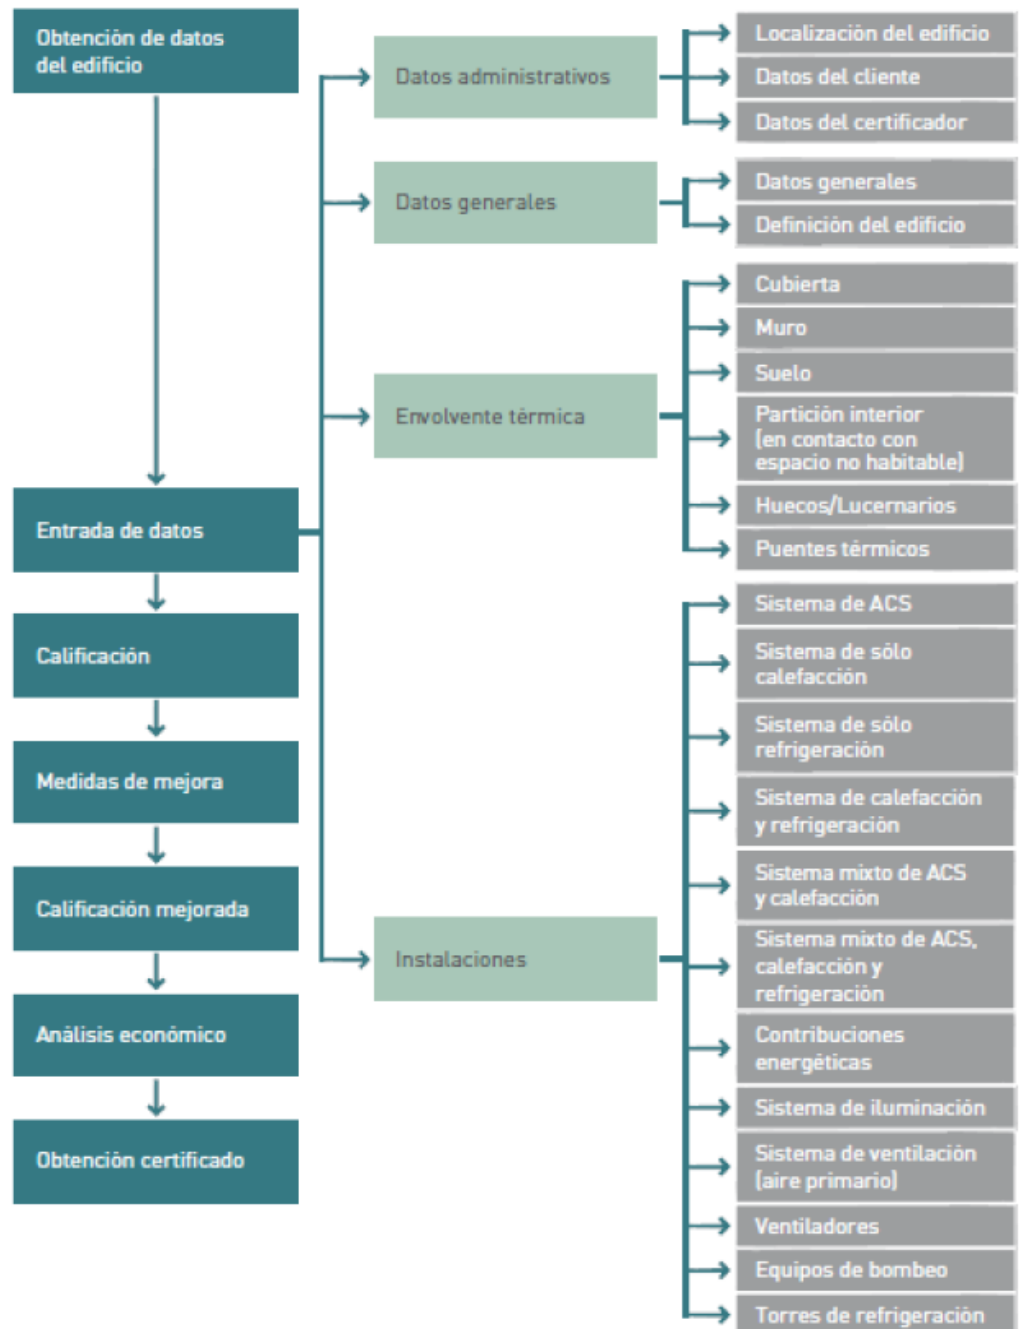 Obtención de datos
del edificio
Entrada de datos
Calificación
Medidas de mejora
Calificación mejorada
Análisis económico
Obtención certificado
Datos administrativos
Localización del edificio
Datos del cliente
Datos del certificador
Datos generales
Datos generales
Definición del edificio
Envolvente térmica
Cubierta
Muro
Suelo
Partición interior
(en contacto con
espacio no habitable)
Huecos/Lucernarios
Puentes térmicos
Instalaciones
Sistema de ACS
Sistema de sólo
calefacción
Sistema de sólo
refrigeración
Sistema de calefacción
y refrigeración
Sistema mixto de ACS
y calefacción
Sistema mixto de ACS,
calefacción y
refrigeración
Contribuciones
energéticas
Sistema de iluminación
Sistema de ventilación
(aire primario)
Ventiladores
Equipos de bombeo
Torres de refrigeración